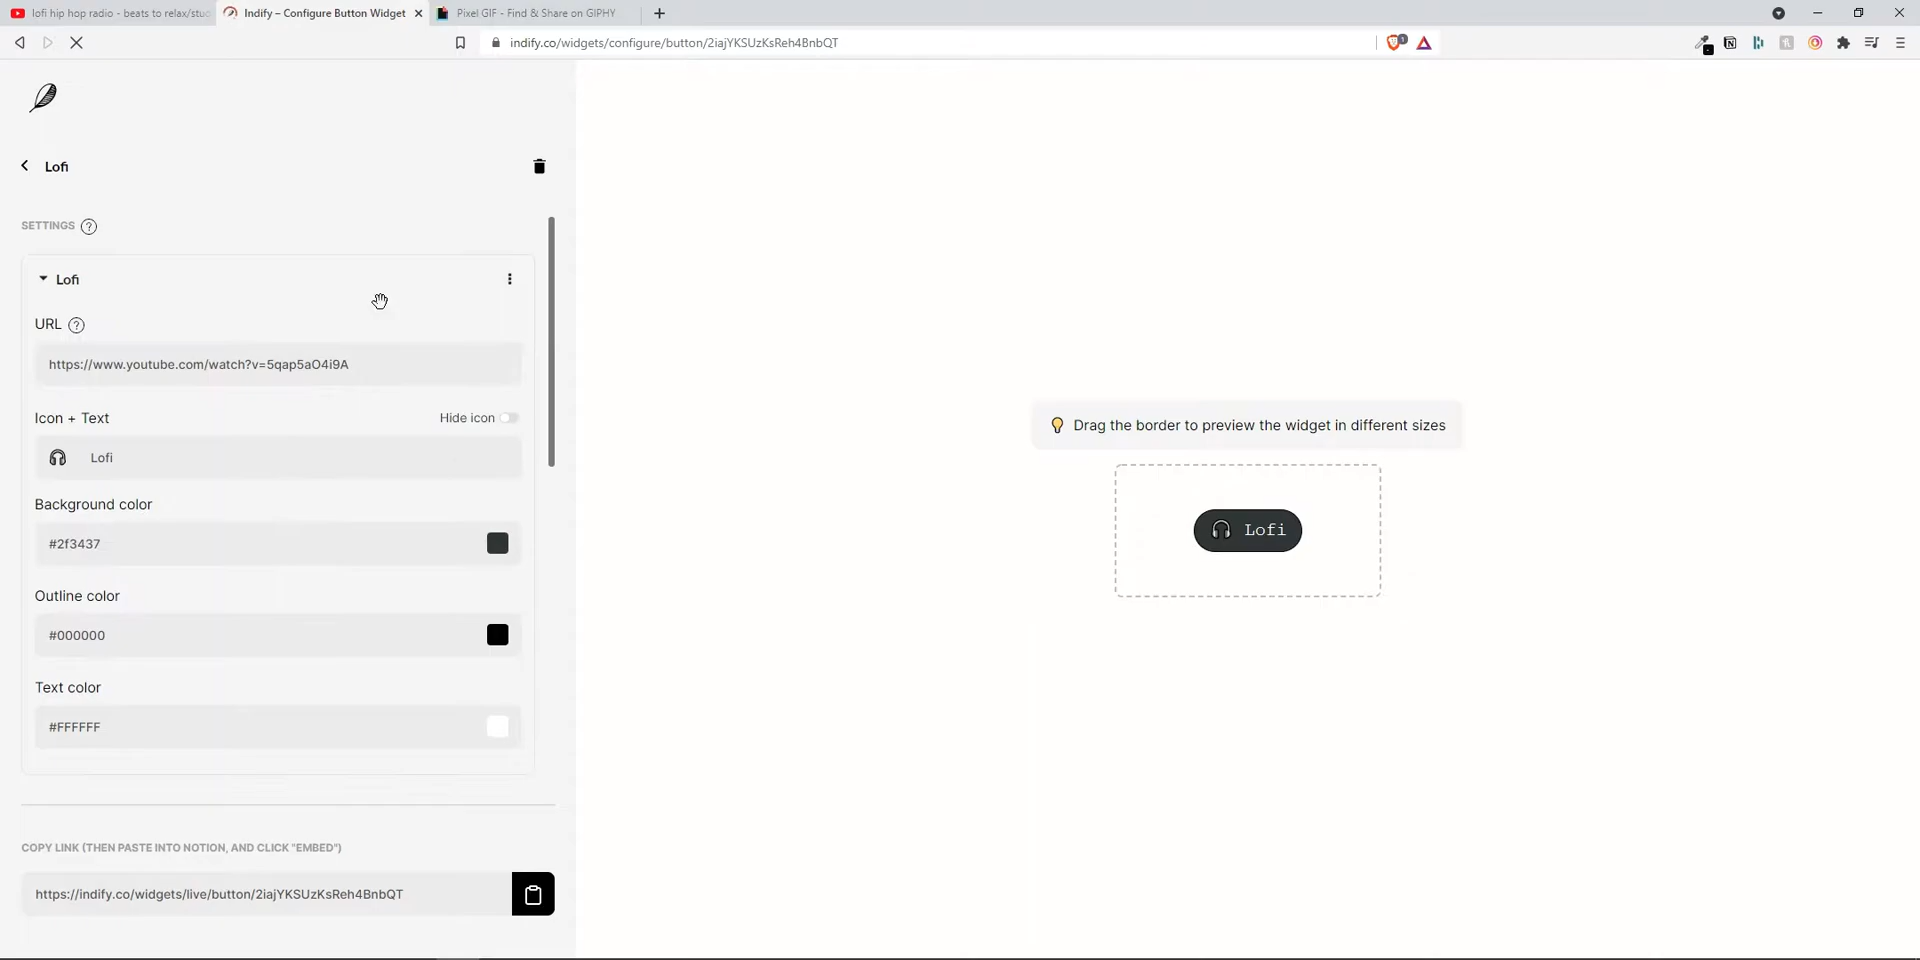 lofi hip hop radio - beats to relax/stud
Indify – Configure Button Widget
Pixel GIF - Find & Share on GIPHY
indify.co/widgets/configure/button/2iajYKSUzKsReh4BnbQT
1
Lofi
SETTINGS ?
Lofi
URL ?
https://www.youtube.com/watch?v=5qap5aO4i9A
Icon + Text
Hide icon
Lofi
Background color
#2f3437
Outline color
#000000
Text color
#FFFFFF
COPY LINK (THEN PASTE INTO NOTION, AND CLICK "EMBED")
https://indify.co/widgets/live/button/2iajYKSUzKsReh4BnbQT
Drag the border to preview the widget in different sizes
Lofi